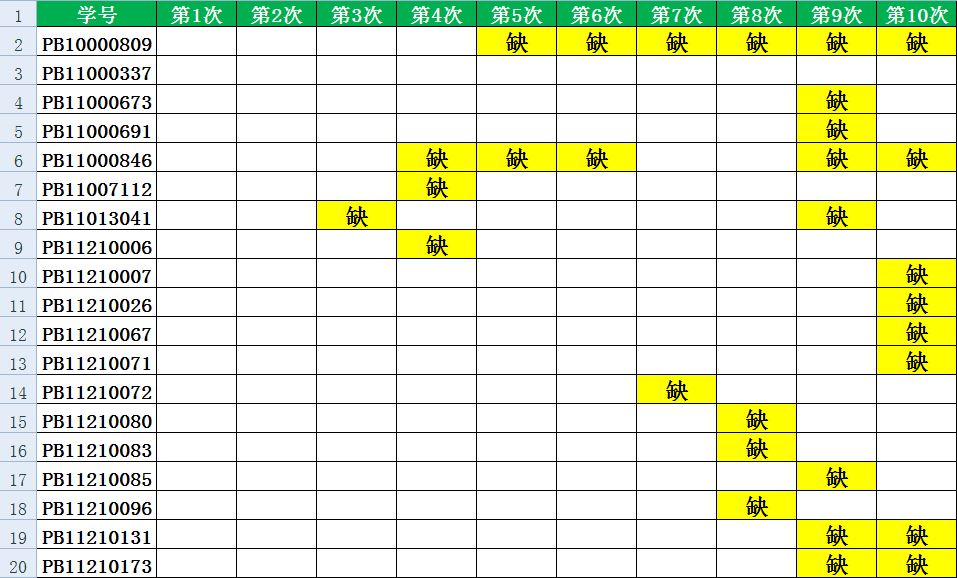 1 学号 第1次 第2次 第3次 第4次 第5次 第6次 第7次 第8次 第9次 第10次
2 PB10000809 缺 缺 缺 缺 缺 缺
3 PB11000337
4 PB11000673 缺
5 PB11000691 缺
6 PB11000846 缺 缺 缺 缺 缺
7 PB11007112 缺
8 PB11013041 缺 缺
9 PB11210006 缺
10 PB11210007 缺
11 PB11210026 缺
12 PB11210067 缺
13 PB11210071 缺
14 PB11210072 缺
15 PB11210080 缺
16 PB11210083 缺
17 PB11210085 缺
18 PB11210096 缺
19 PB11210131 缺 缺
20 PB11210173 缺 缺